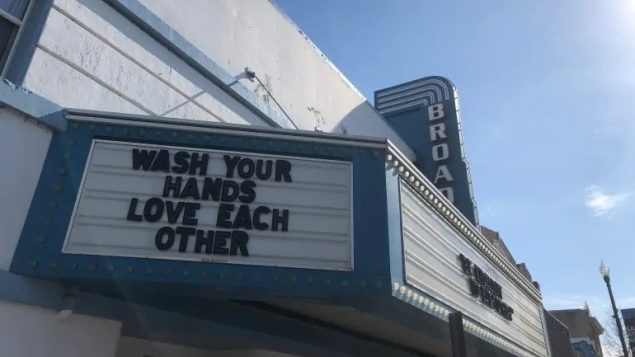 WASH YOUR
HANDS
LOVE EACH
OTHER
BROAD